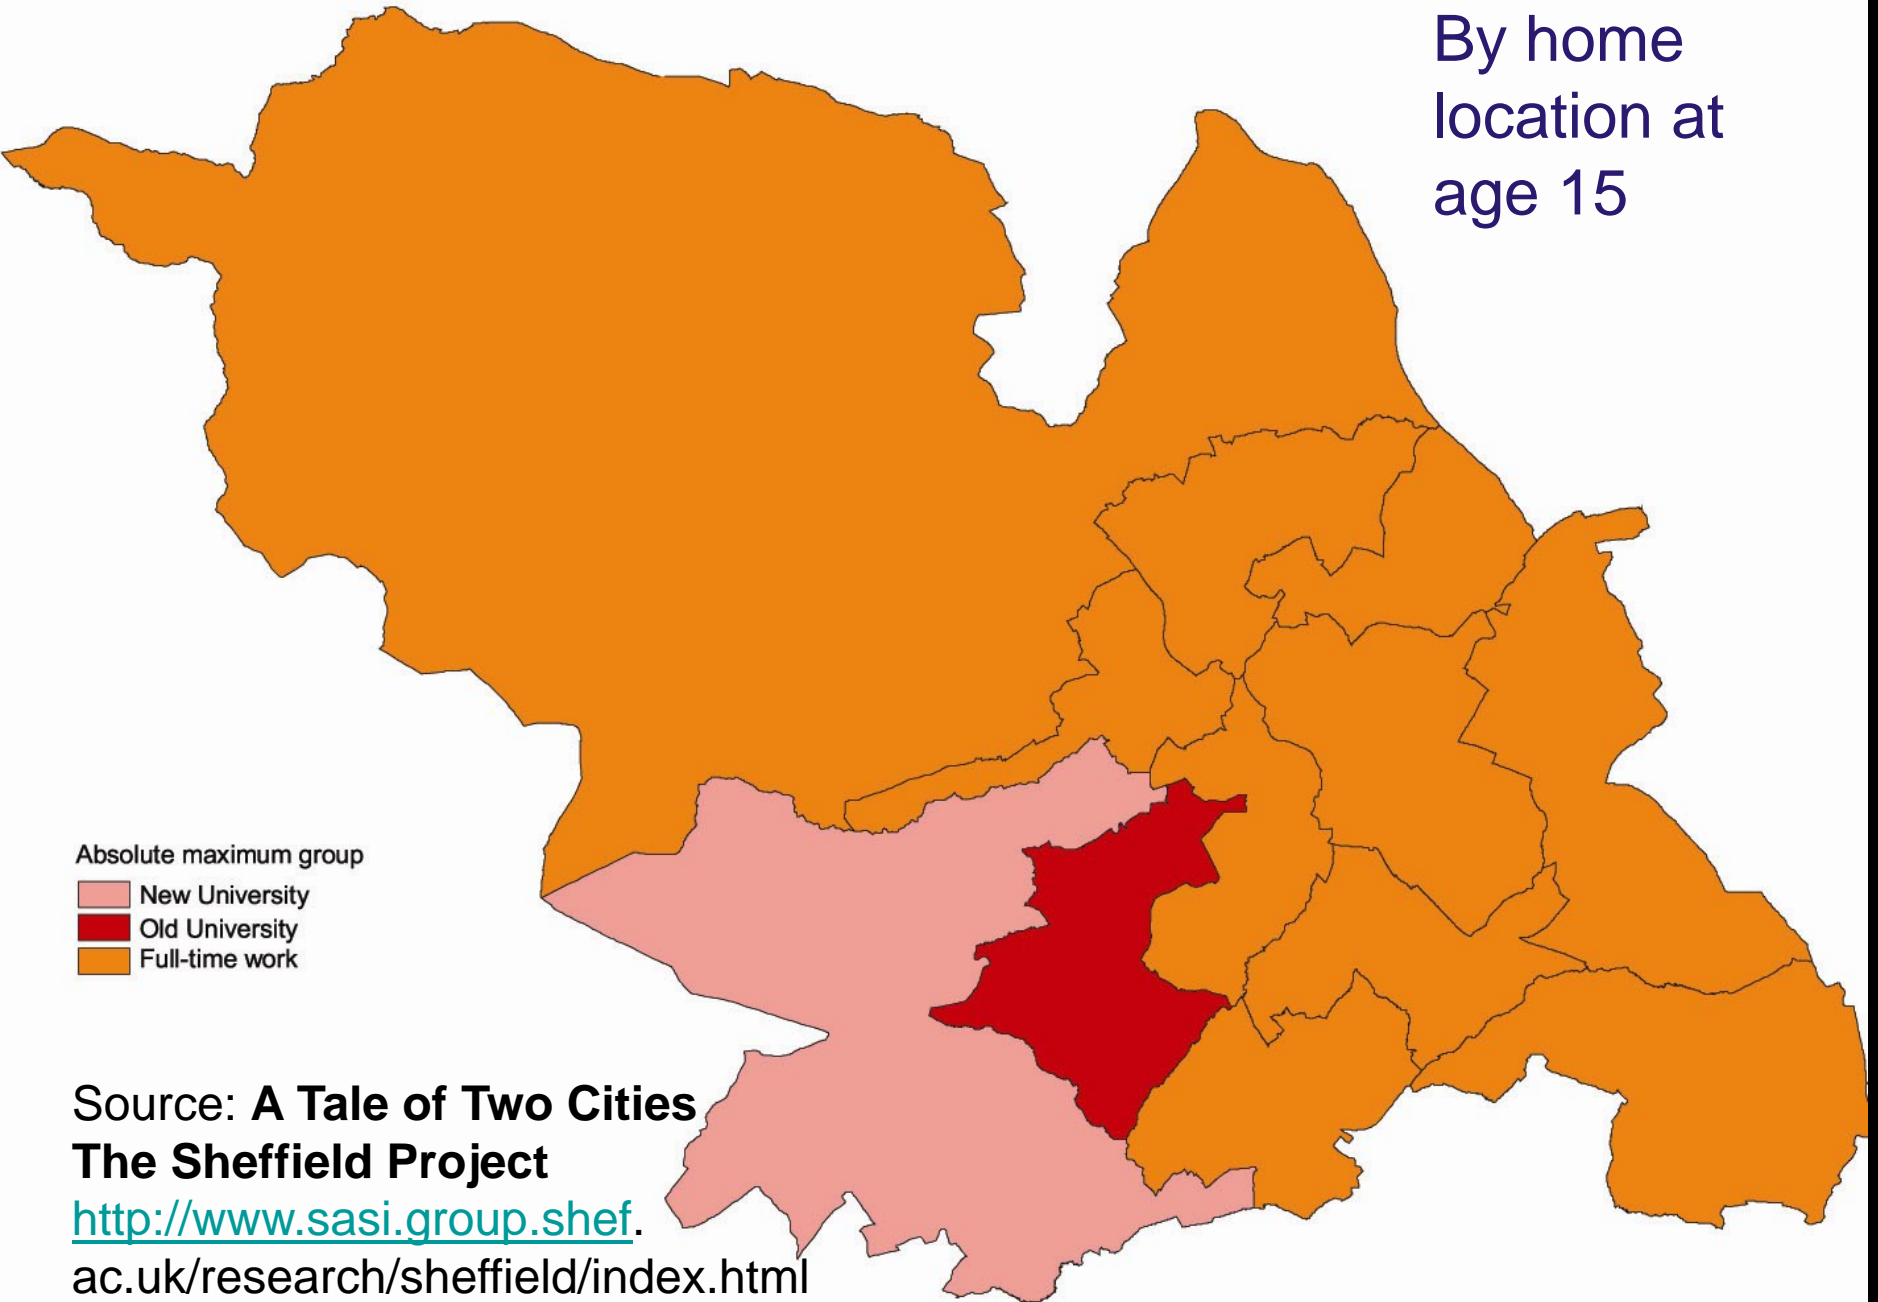 By home
location at
age 15
Absolute maximum group
New University
Old University
Full-time work
Source: A Tale of Two Cities
The Sheffield Project
http://www.sasi.group.shef.
ac.uk/research/sheffield/index.html